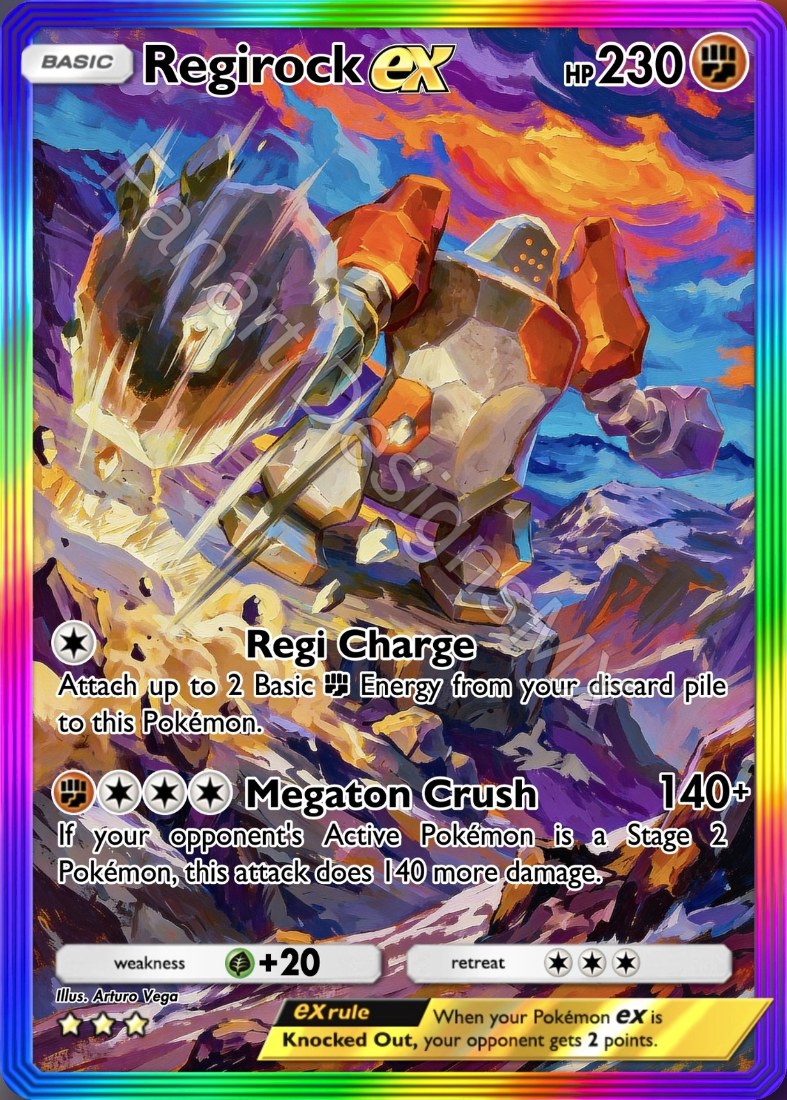 BASIC Regirock ex HP 230
Fanart DesignsMX
Regi Charge
Attach up to 2 Basic Energy from your discard pile
to this Pokémon.
Megaton Crush 140+
If your opponent's Active Pokémon is a Stage 2
Pokémon, this attack does 140 more damage.
weakness +20 retreat
Illus. Arturo Vega
ex rule When your Pokémon ex is
Knocked Out, your opponent gets 2 points.